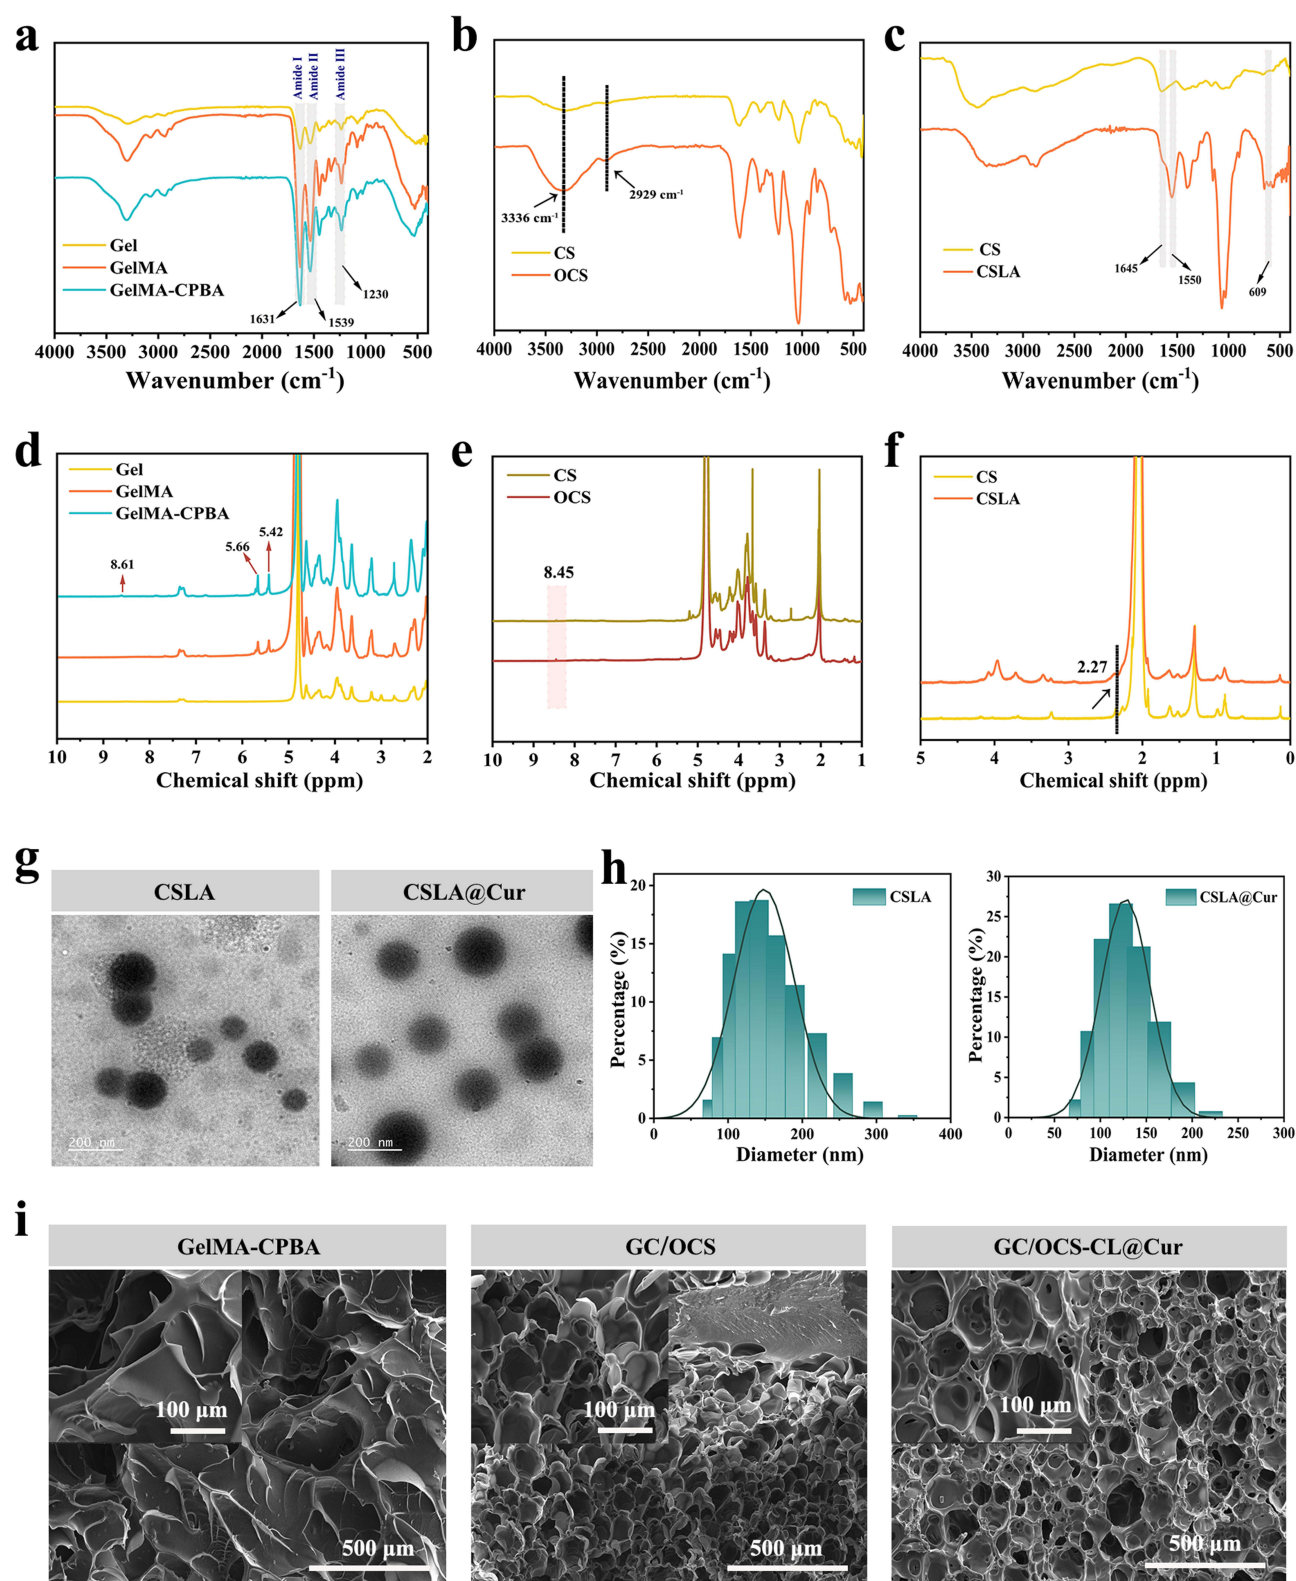 a
Amide I
Amide II
Amide III
Gel
GelMA
GelMA-CPBA
1631
1539
1230
4000 3500 3000 2500 2000 1500 1000 500
Wavenumber (cm⁻¹)
b
3336 cm⁻¹
2929 cm⁻¹
CS
OCS
4000 3500 3000 2500 2000 1500 1000 500
Wavenumber (cm⁻¹)
c
CS
CSLA
1645
1550
609
4000 3500 3000 2500 2000 1500 1000 500
Wavenumber (cm⁻¹)
d
Gel
GelMA
GelMA-CPBA
8.61
5.66
5.42
10 9 8 7 6 5 4 3 2
Chemical shift (ppm)
e
CS
OCS
8.45
10 9 8 7 6 5 4 3 2 1
Chemical shift (ppm)
f
CS
CSLA
2.27
5 4 3 2 1 0
Chemical shift (ppm)
g
CSLA
200 nm
CSLA@Cur
200 nm
h
Percentage (%)
20
15
10
5
0
CSLA
0 100 200 300 400
Diameter (nm)
Percentage (%)
30
25
20
15
10
5
0
CSLA@Cur
0 50 100 150 200 250 300
Diameter (nm)
i
GelMA-CPBA
100 μm
500 μm
GC/OCS
100 μm
500 μm
GC/OCS-CL@Cur
100 μm
500 μm